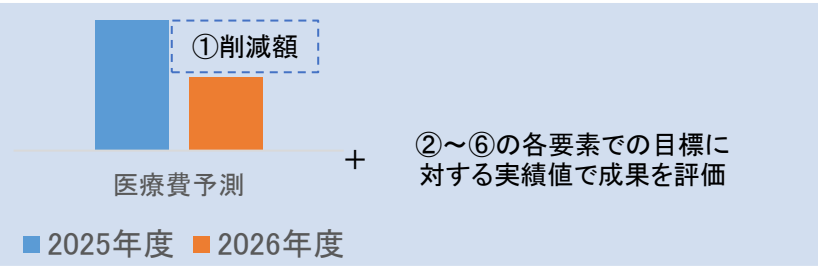 ①削減額
医療費予測
+
②～⑥の各要素での目標に
対する実績値で成果を評価
2025年度 2026年度